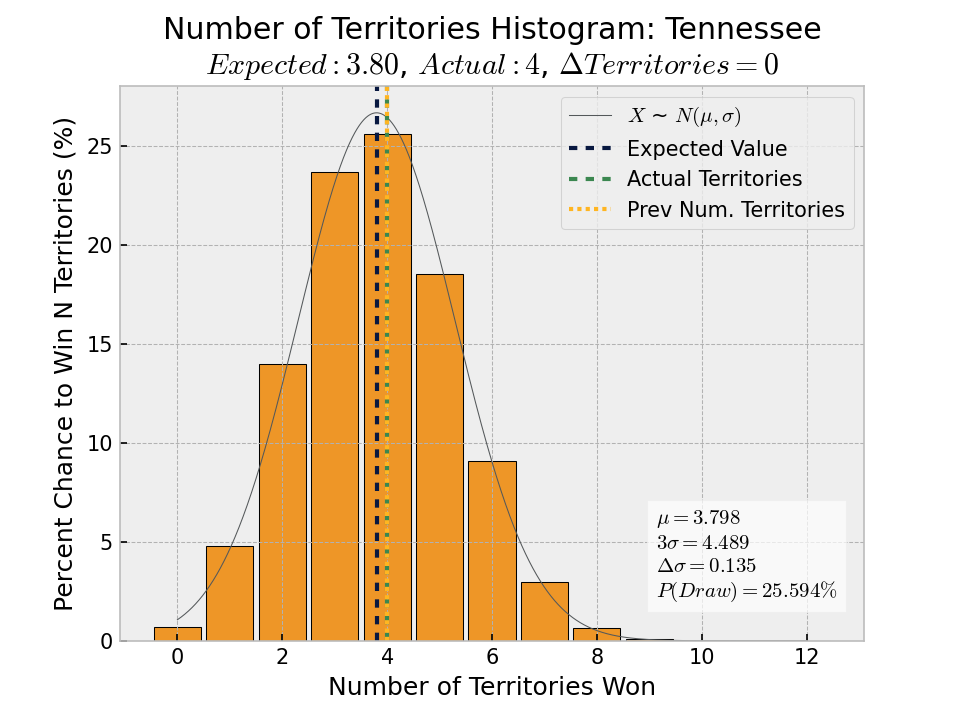 Number of Territories Histogram: Tennessee
Expected : 3.80, Actual : 4, ΔTerritories = 0
X ∼ N(μ, σ)
Expected Value
Actual Territories
Prev Num. Territories
Percent Chance to Win N Territories (%)
25
20
15
10
5
0
μ = 3.798
3σ = 4.489
Δσ = 0.135
P(Draw) = 25.594%
0 2 4 6 8 10 12
Number of Territories Won